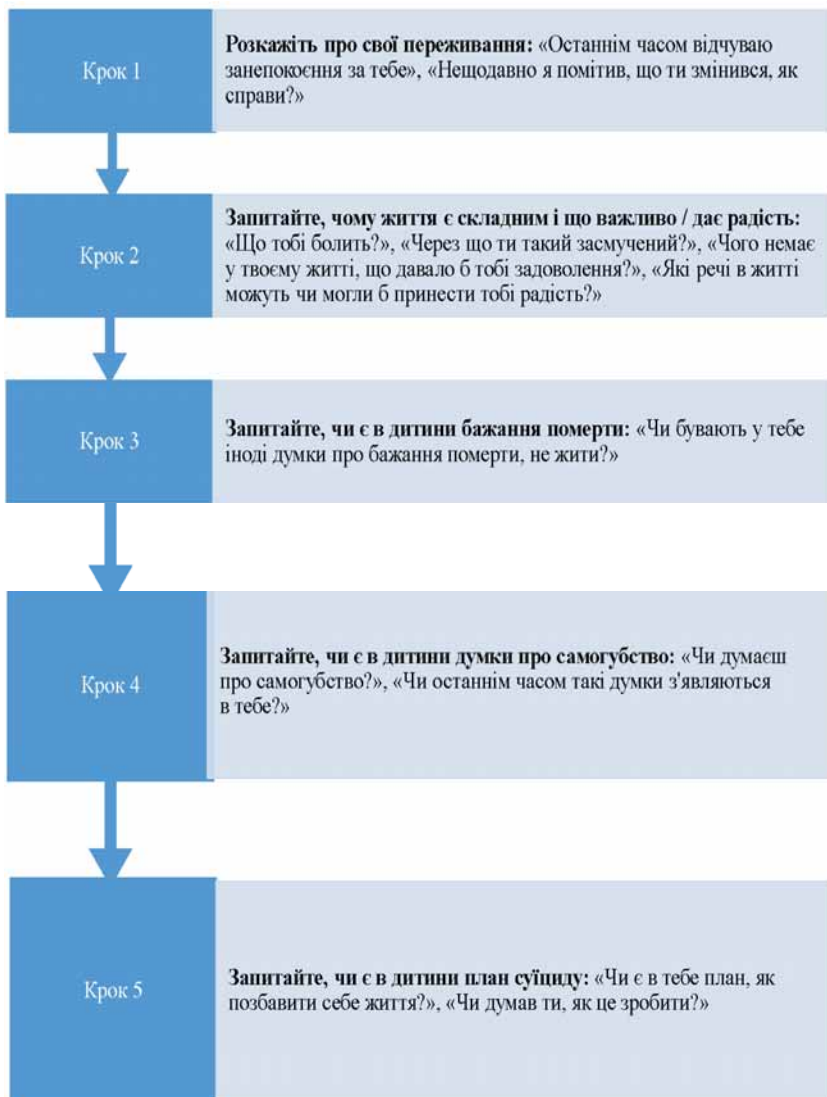 Крок 1
Розкажіть про свої переживання: «Останнім часом відчуваю
занепокоєння за тебе», «Нещодавно я помітив, що ти змінився, як
справи?»
Крок 2
Запитайте, чому життя є складним і що важливо / дає радість:
«Що тобі болить?», «Через що ти такий засмучений?», «Чого немає
у твоєму житті, що давало б тобі задоволення?», «Які речі в житті
можуть чи могли б принести тобі радість?»
Крок 3
Запитайте, чи є в дитини бажання померти: «Чи бувають у тебе
іноді думки про бажання померти, не жити?»
Крок 4
Запитайте, чи є в дитини думки про самогубство: «Чи думаєш
про самогубство?», «Чи останнім часом такі думки з'являються
в тебе?»
Крок 5
Запитайте, чи є в дитини план суїциду: «Чи є в тебе план, як
позбавити себе життя?», «Чи думав ти, як це зробити?»